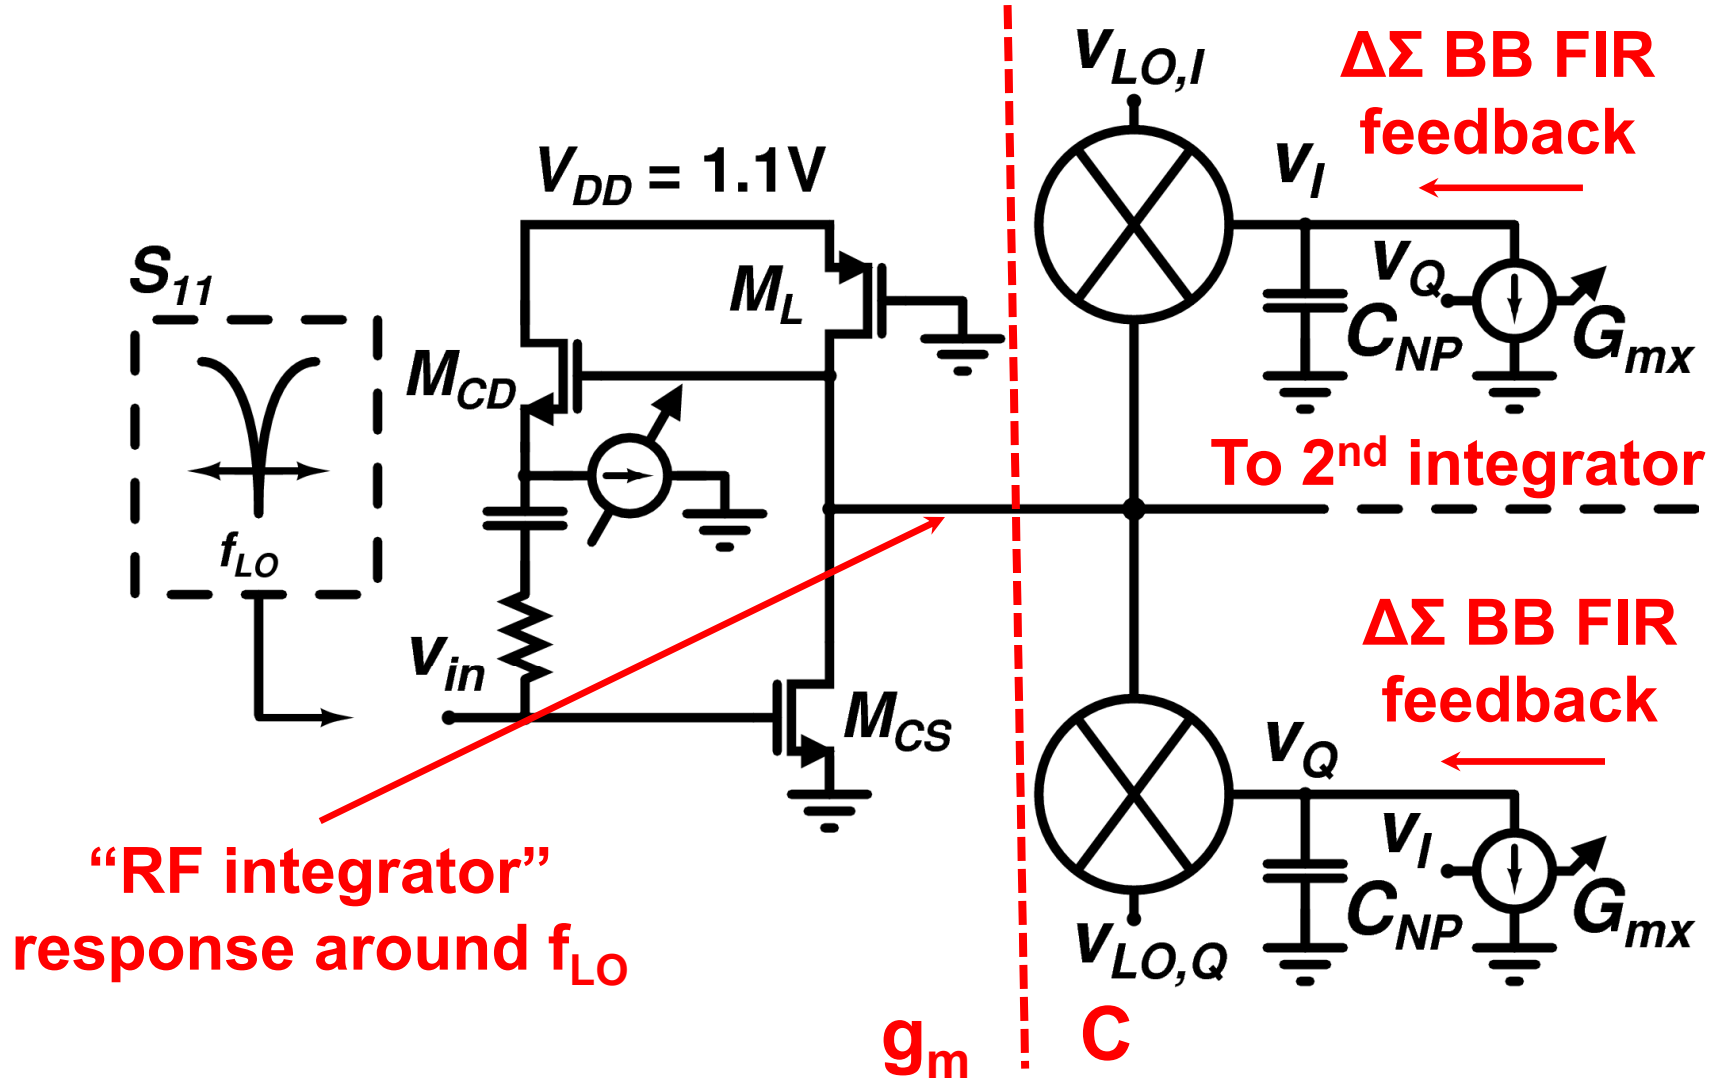 v_LO,I
ΔΣ BB FIR
feedback
V_DD = 1.1V
v_I
S_11
M_L
v_Q
C_NP
G_mx
M_CD
To 2nd integrator
f_LO
v_in
ΔΣ BB FIR
feedback
M_CS
v_Q
v_I
“RF integrator”
response around f_LO
C_NP
G_mx
v_LO,Q
g_m
C